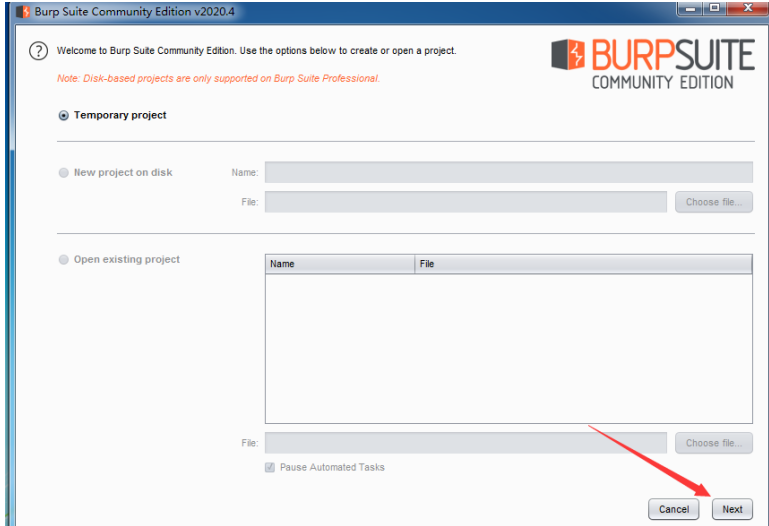 Burp Suite Community Edition v2020.4
Welcome to Burp Suite Community Edition. Use the options below to create or open a project.
Note: Disk-based projects are only supported on Burp Suite Professional.
BURPSUITE
COMMUNITY EDITION
Temporary project
New project on disk
Name:
File:
Choose file...
Open existing project
Name
File
File:
Choose file...
Pause Automated Tasks
Cancel
Next